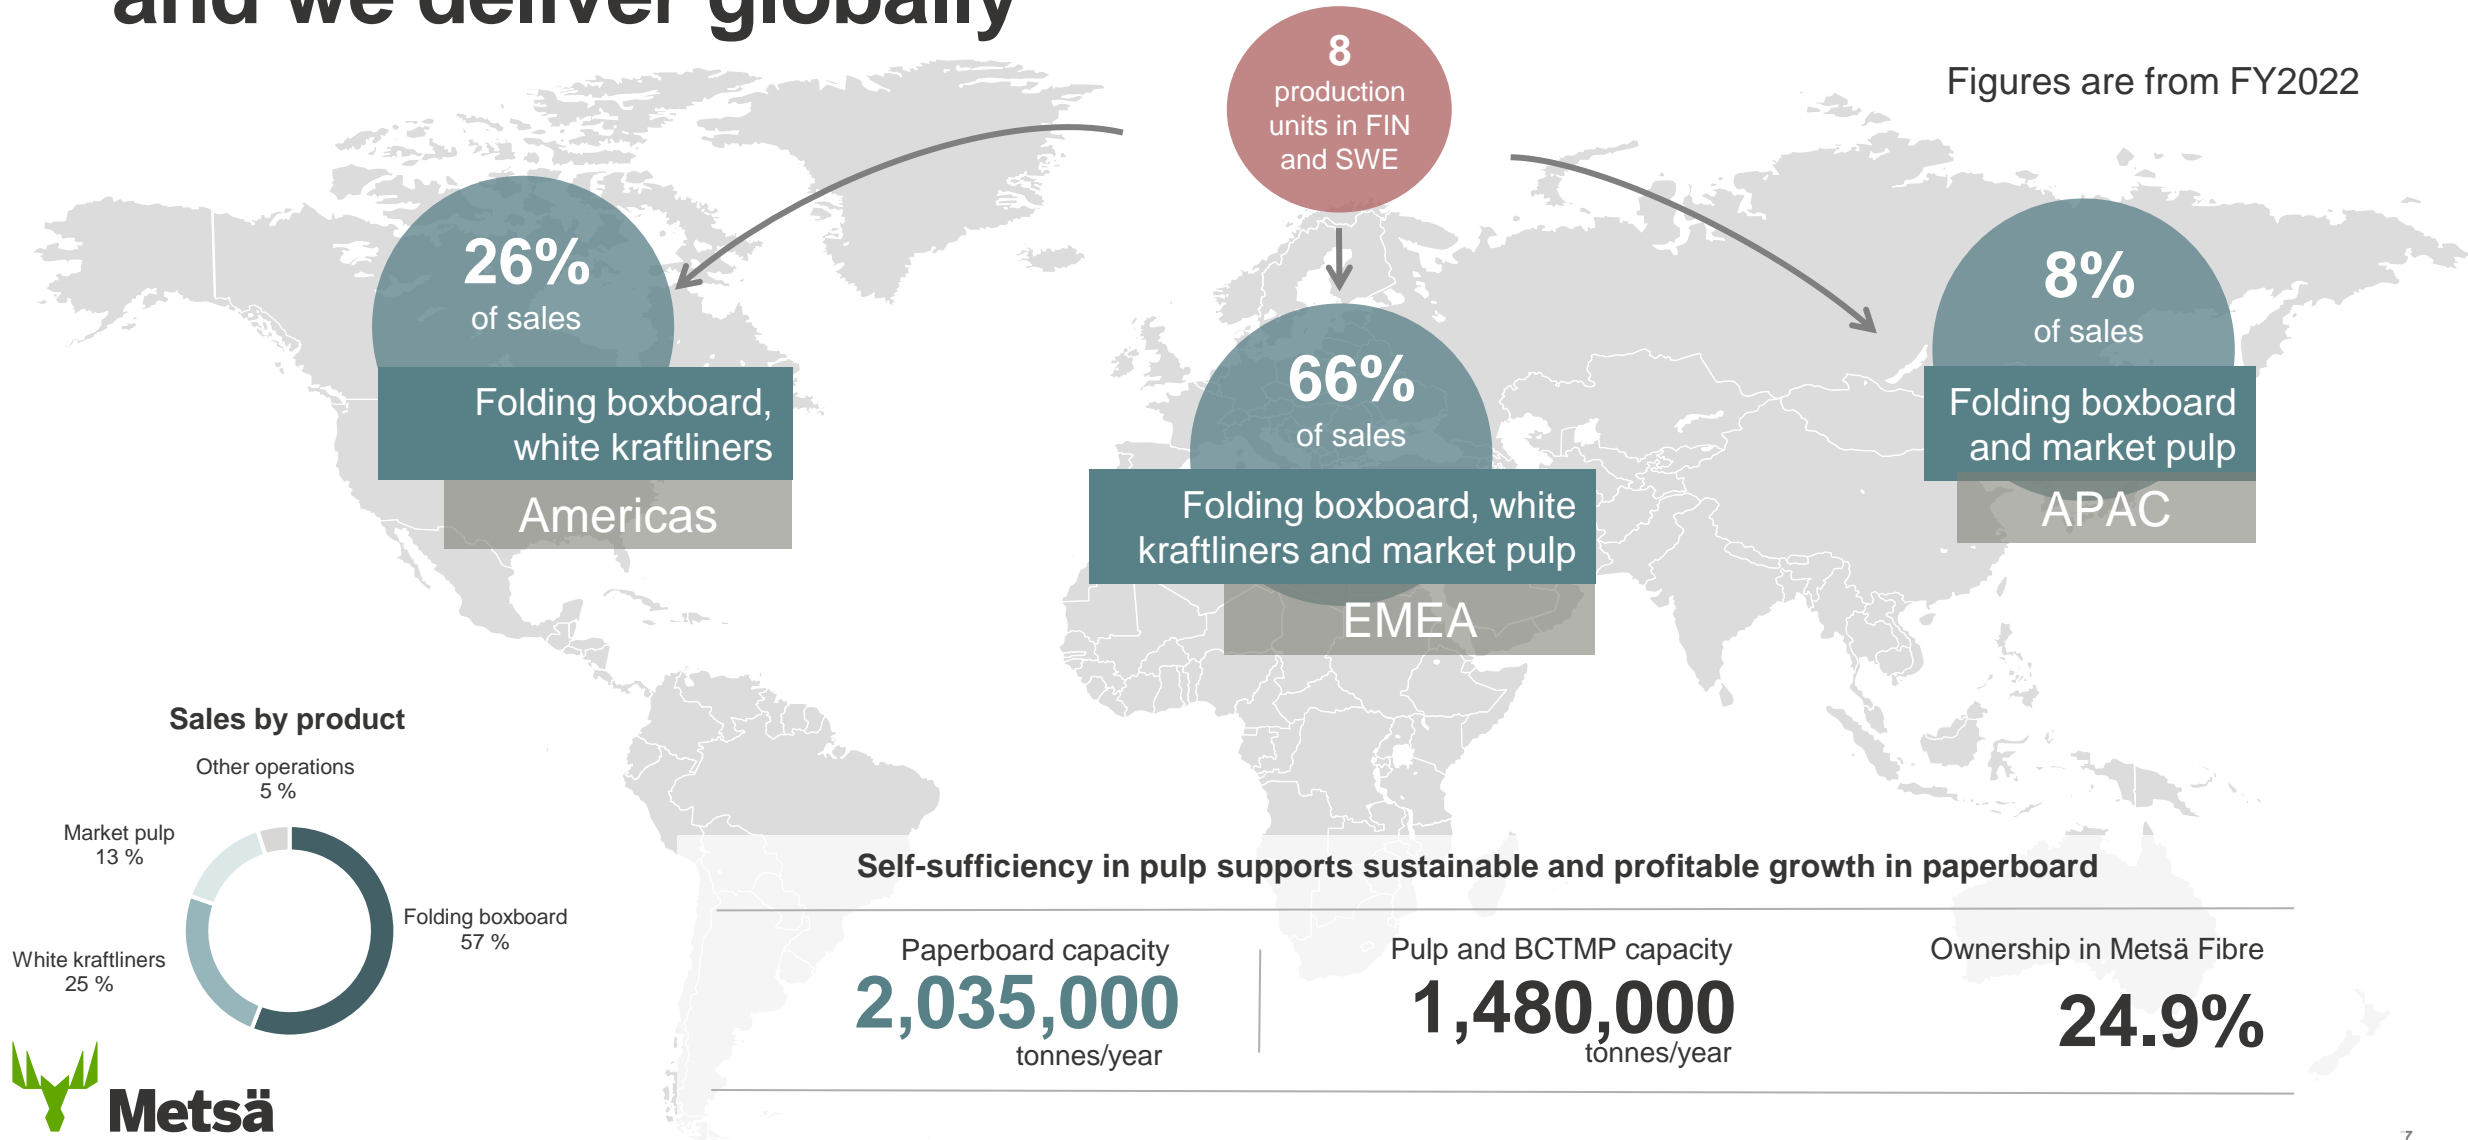 and we deliver globally
8
production
units in FIN
and SWE
Figures are from FY2022
26%
of sales
Folding boxboard,
white kraftliners
Americas
66%
of sales
Folding boxboard, white
kraftliners and market pulp
EMEA
8%
of sales
Folding boxboard
and market pulp
APAC
Sales by product
Other operations
5 %
Market pulp
13 %
Folding boxboard
57 %
White kraftliners
25 %
Self-sufficiency in pulp supports sustainable and profitable growth in paperboard
Paperboard capacity
2,035,000
tonnes/year
Pulp and BCTMP capacity
1,480,000
tonnes/year
Ownership in Metsä Fibre
24.9%
Metsä
7